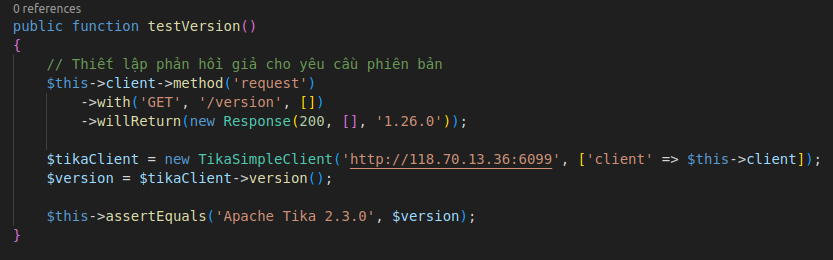 0 references
public function testVersion()
{
    // Thiết lập phản hồi giả cho yêu cầu phiên bản
    $this->client->method('request')
        ->with('GET', '/version', [])
        ->willReturn(new Response(200, [], '1.26.0'));
    $tikaClient = new TikaSimpleClient('http://118.70.13.36:6099', ['client' => $this->client]);
    $version = $tikaClient->version();
    $this->assertEquals('Apache Tika 2.3.0', $version);
}